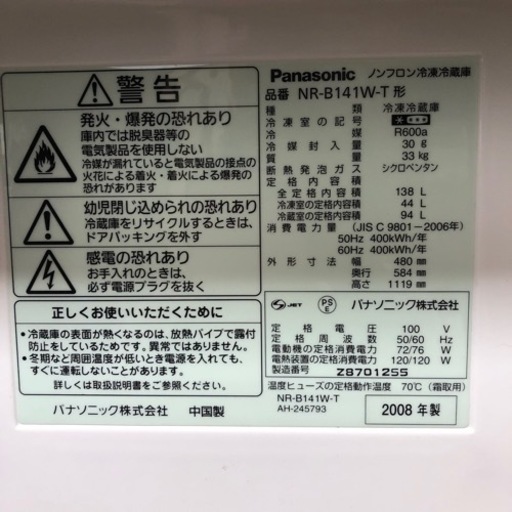 警告
発火・爆発の恐れあり
庫内では脱臭器等の
電気製品を使用しない
冷媒が漏れていると電気製品の接点の
火花による着火・着火による爆発の
恐れがあります
幼児閉じ込められの恐れあり
冷蔵庫をリサイクルするときは、
ドアパッキングを外す
感電の恐れあり
お手入れのときは、
必ず電源プラグを抜く
正しくお使いいただくために
•冷蔵庫の表面が熱くなるのは、放熱パイプで露付
防止をしているためです。異常ではありません。
•冬期など周囲温度が低いとき電源を入れても、
すぐに運転しないことがあります。
詳しくは取扱説明書をご覧ください。
パナソニック株式会社 中国製
Panasonic ノンフロン冷凍冷蔵庫
品番 NR-B141W-T形
種類 冷凍冷蔵庫
冷凍室の記号
冷媒 R600a
冷媒封入量 30 g
質量 33 kg
断熱発泡ガス シクロペンタン
定格内容積
全定格内容積 138 L
冷凍室の定格内容積 44 L
冷蔵室の定格内容積 94 L
消費電力量 (JIS C 9801-2006年)
50Hz 400kWh/年
60Hz 400kWh/年
外形寸法 幅 480 mm
奥行 584 mm
高さ 1119 mm
S-JET PSE パナソニック株式会社
定格電圧 100 V
定格周波数 50/60 Hz
電動機の定格消費電力 72/76 W
電熱装置の定格消費電力 120/120 W
製造番号 Z8701255
温度ヒューズの定格動作温度 70℃(霜取用)
NR-B141W-T
AH-245793
2008年製